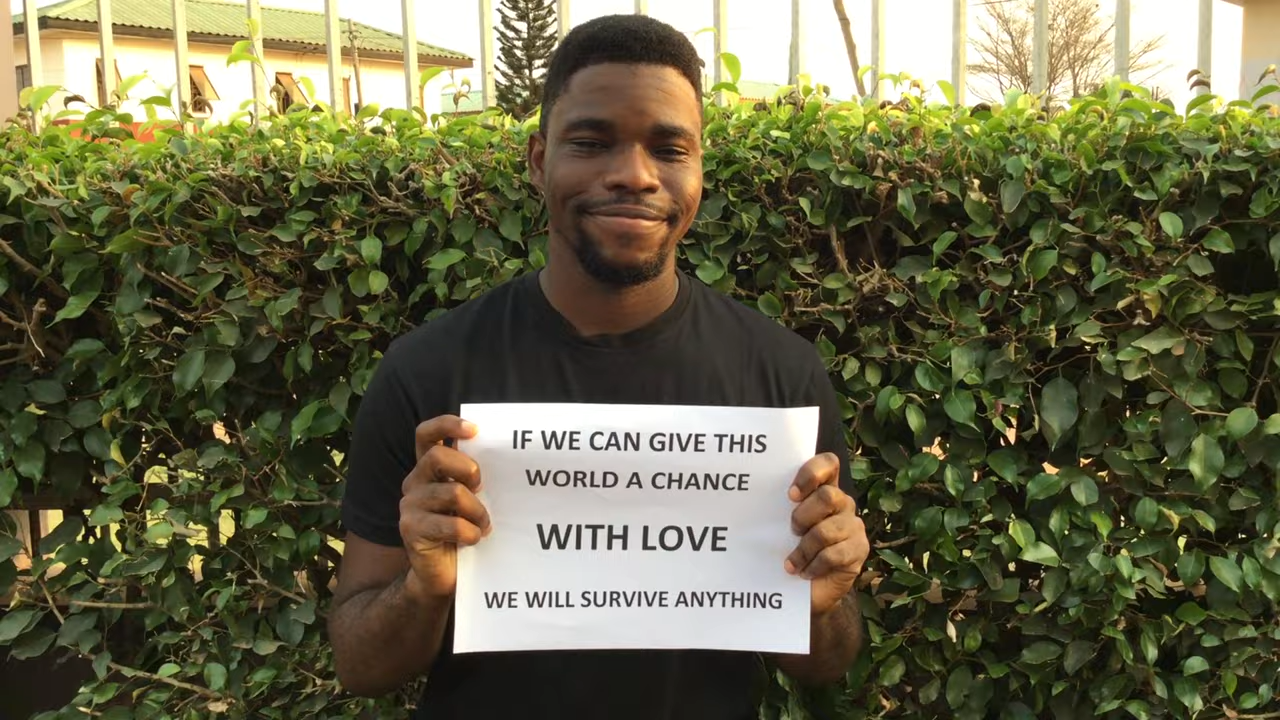 IF WE CAN GIVE THIS
WORLD A CHANCE
WITH LOVE
WE WILL SURVIVE ANYTHING